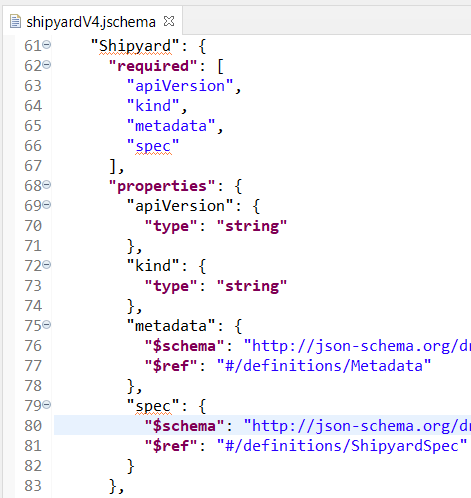 shipyardV4.jschema
61 "Shipyard": {
62 "required": [
63 "apiVersion",
64 "kind",
65 "metadata",
66 "spec"
67 ],
68 "properties": {
69 "apiVersion": {
70 "type": "string"
71 },
72 "kind": {
73 "type": "string"
74 },
75 "metadata": {
76 "$schema": "http://json-schema.org/dr
77 "$ref": "#/definitions/Metadata"
78 },
79 "spec": {
80 "$schema": "http://json-schema.org/dr
81 "$ref": "#/definitions/ShipyardSpec"
82 }
83 },